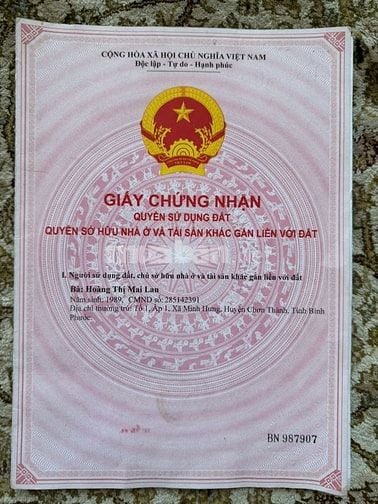 CỘNG HÒA XÃ HỘI CHỦ NGHĨA VIỆT NAM
Độc lập - Tự do - Hạnh phúc
GIẤY CHỨNG NHẬN
QUYỀN SỬ DỤNG ĐẤT
QUYỀN SỞ HỮU NHÀ Ở VÀ TÀI SẢN KHÁC GẮN LIỀN VỚI ĐẤT
I. Người sử dụng đất, chủ sở hữu nhà ở và tài sản khác gắn liền với đất
Bà: Hoàng Thị Mai Lan
Năm sinh: 1989, CMND số: 285142391
Địa chỉ thường trú: Tổ 1, Ấp 1, Xã Minh Hưng, Huyện Chơn Thành, Tỉnh Bình
Phước.
BN 987907